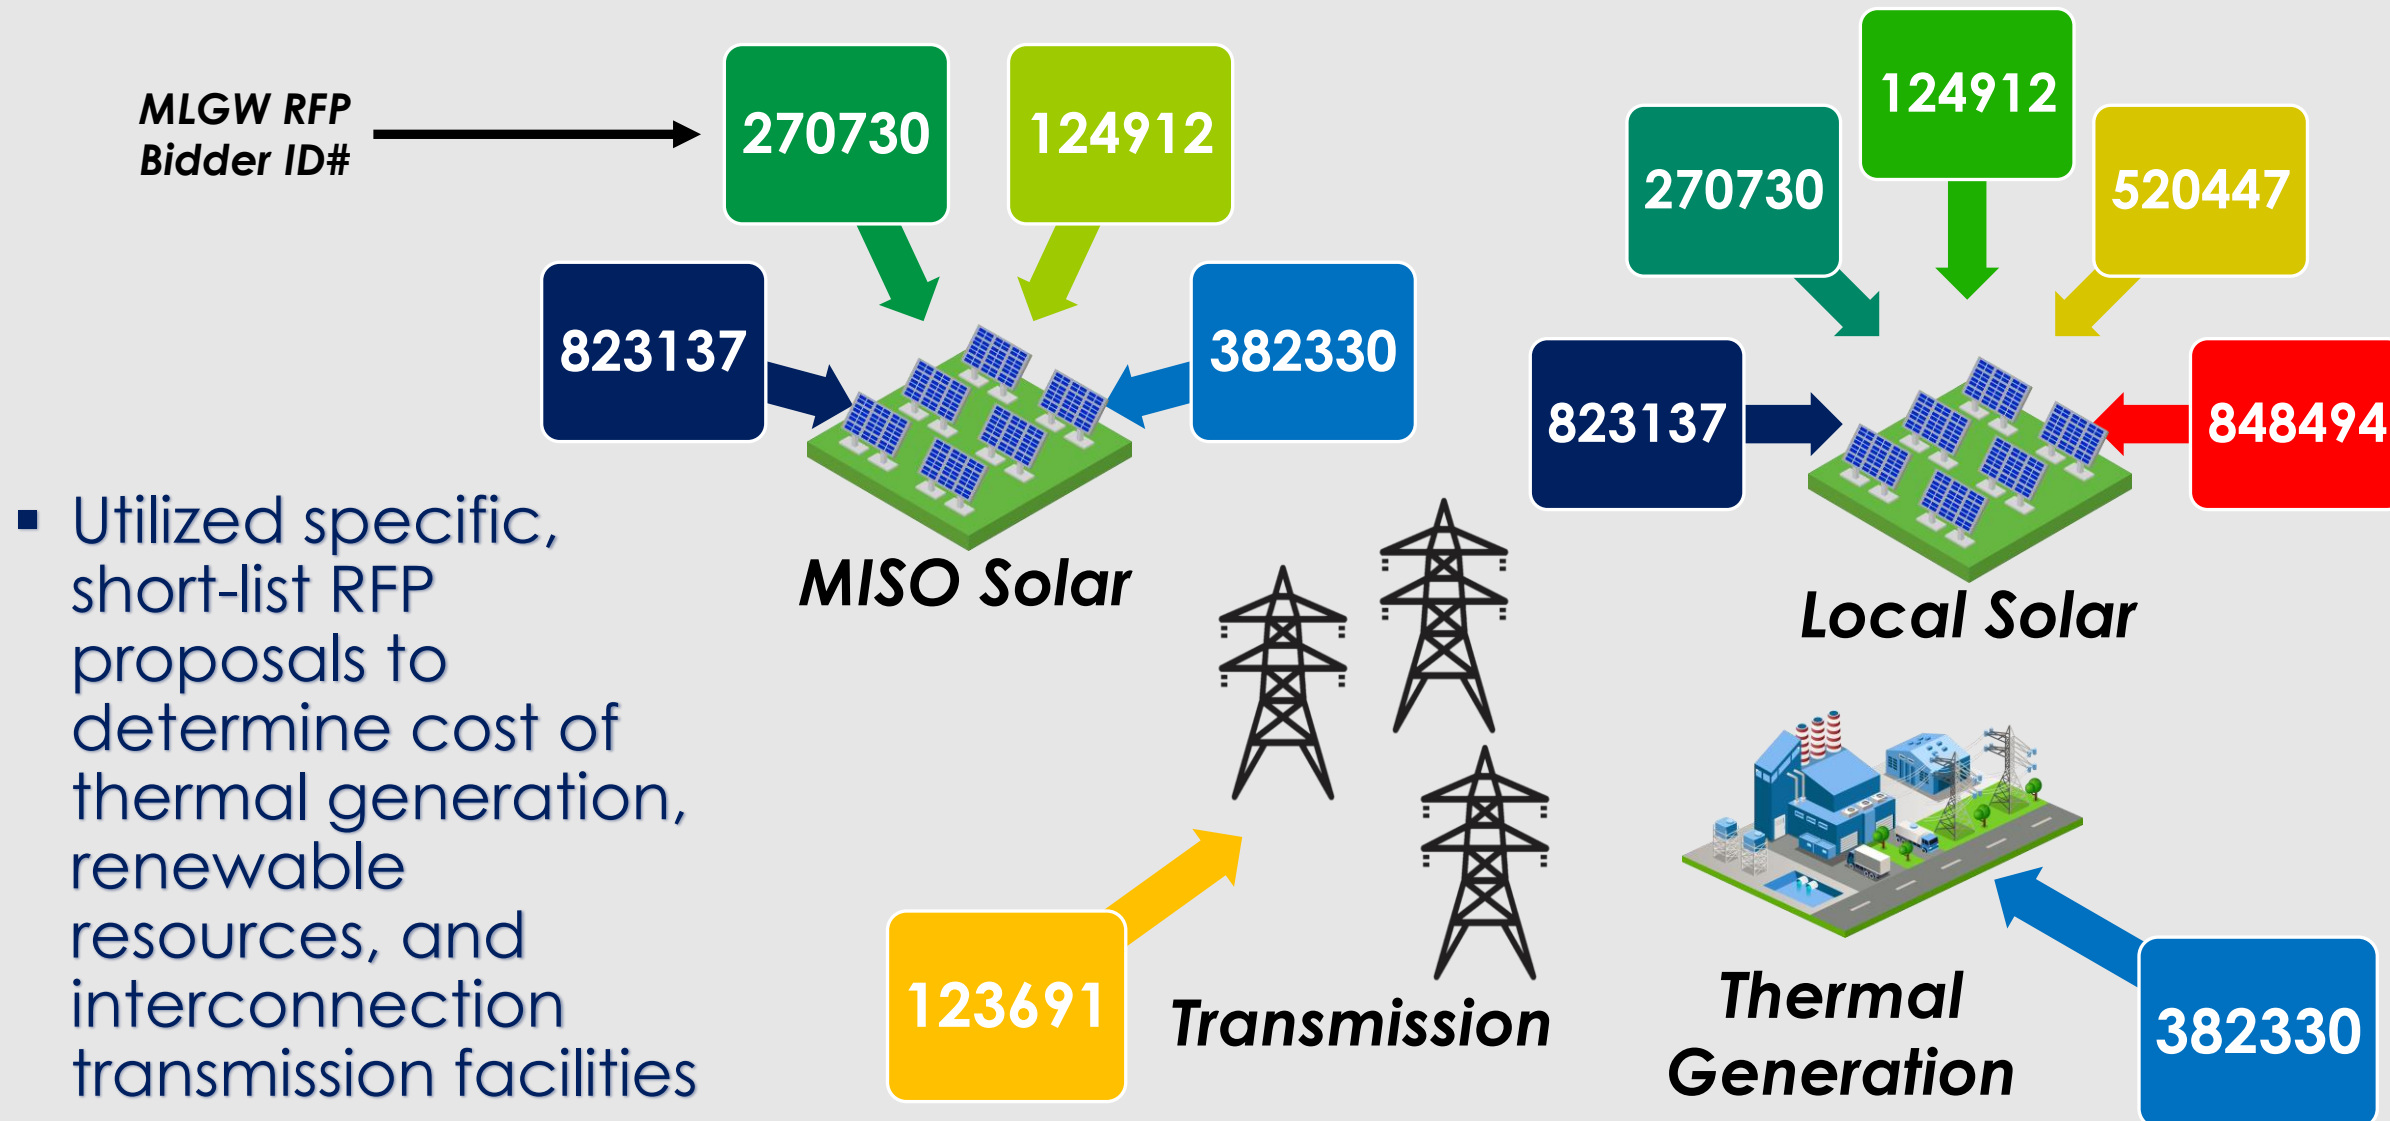 MLGW RFP
Bidder ID#
270730
124912
823137
382330
MISO Solar
124912
270730
520447
823137
848494
Local Solar
▪ Utilized specific,
short-list RFP
proposals to
determine cost of
thermal generation,
renewable
resources, and
interconnection
transmission facilities
123691
Transmission
Thermal
Generation
382330